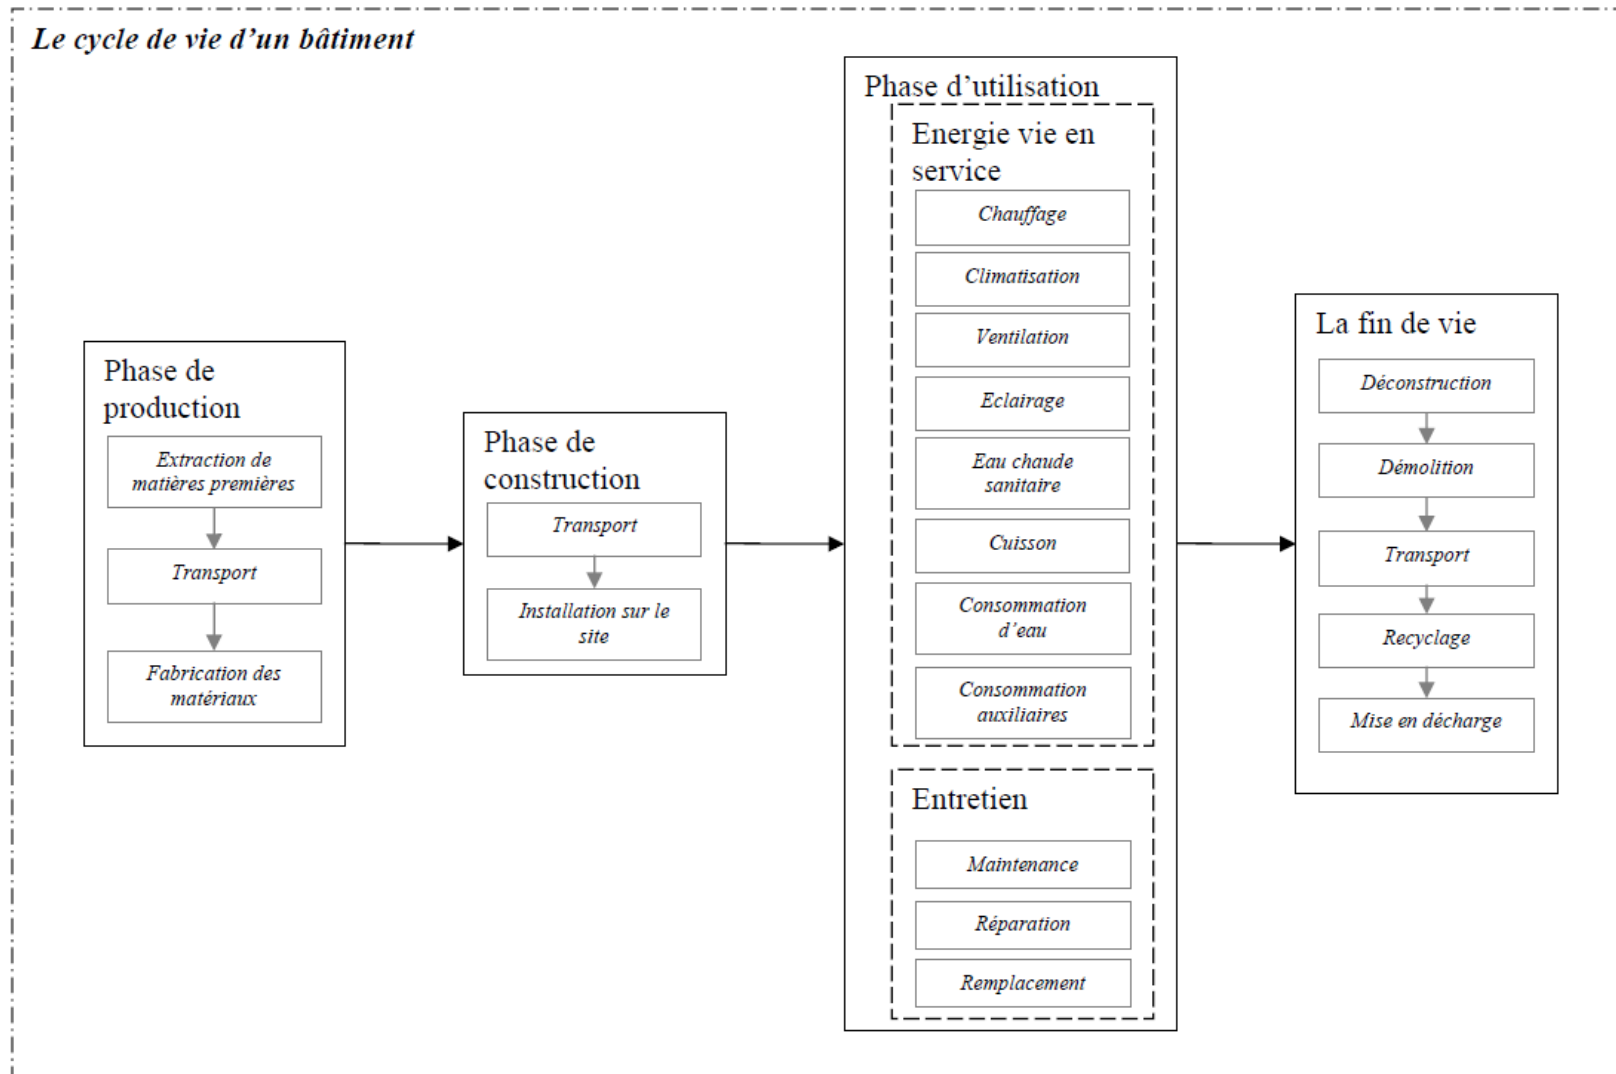 Le cycle de vie d’un bâtiment
Phase de
production
Extraction de
matières premières
Transport
Fabrication des
matériaux
Phase de
construction
Transport
Installation sur le
site
Phase d’utilisation
Energie vie en
service
Chauffage
Climatisation
Ventilation
Eclairage
Eau chaude
sanitaire
Cuisson
Consommation
d’eau
Consommation
auxiliaires
Entretien
Maintenance
Réparation
Remplacement
La fin de vie
Déconstruction
Démolition
Transport
Recyclage
Mise en décharge